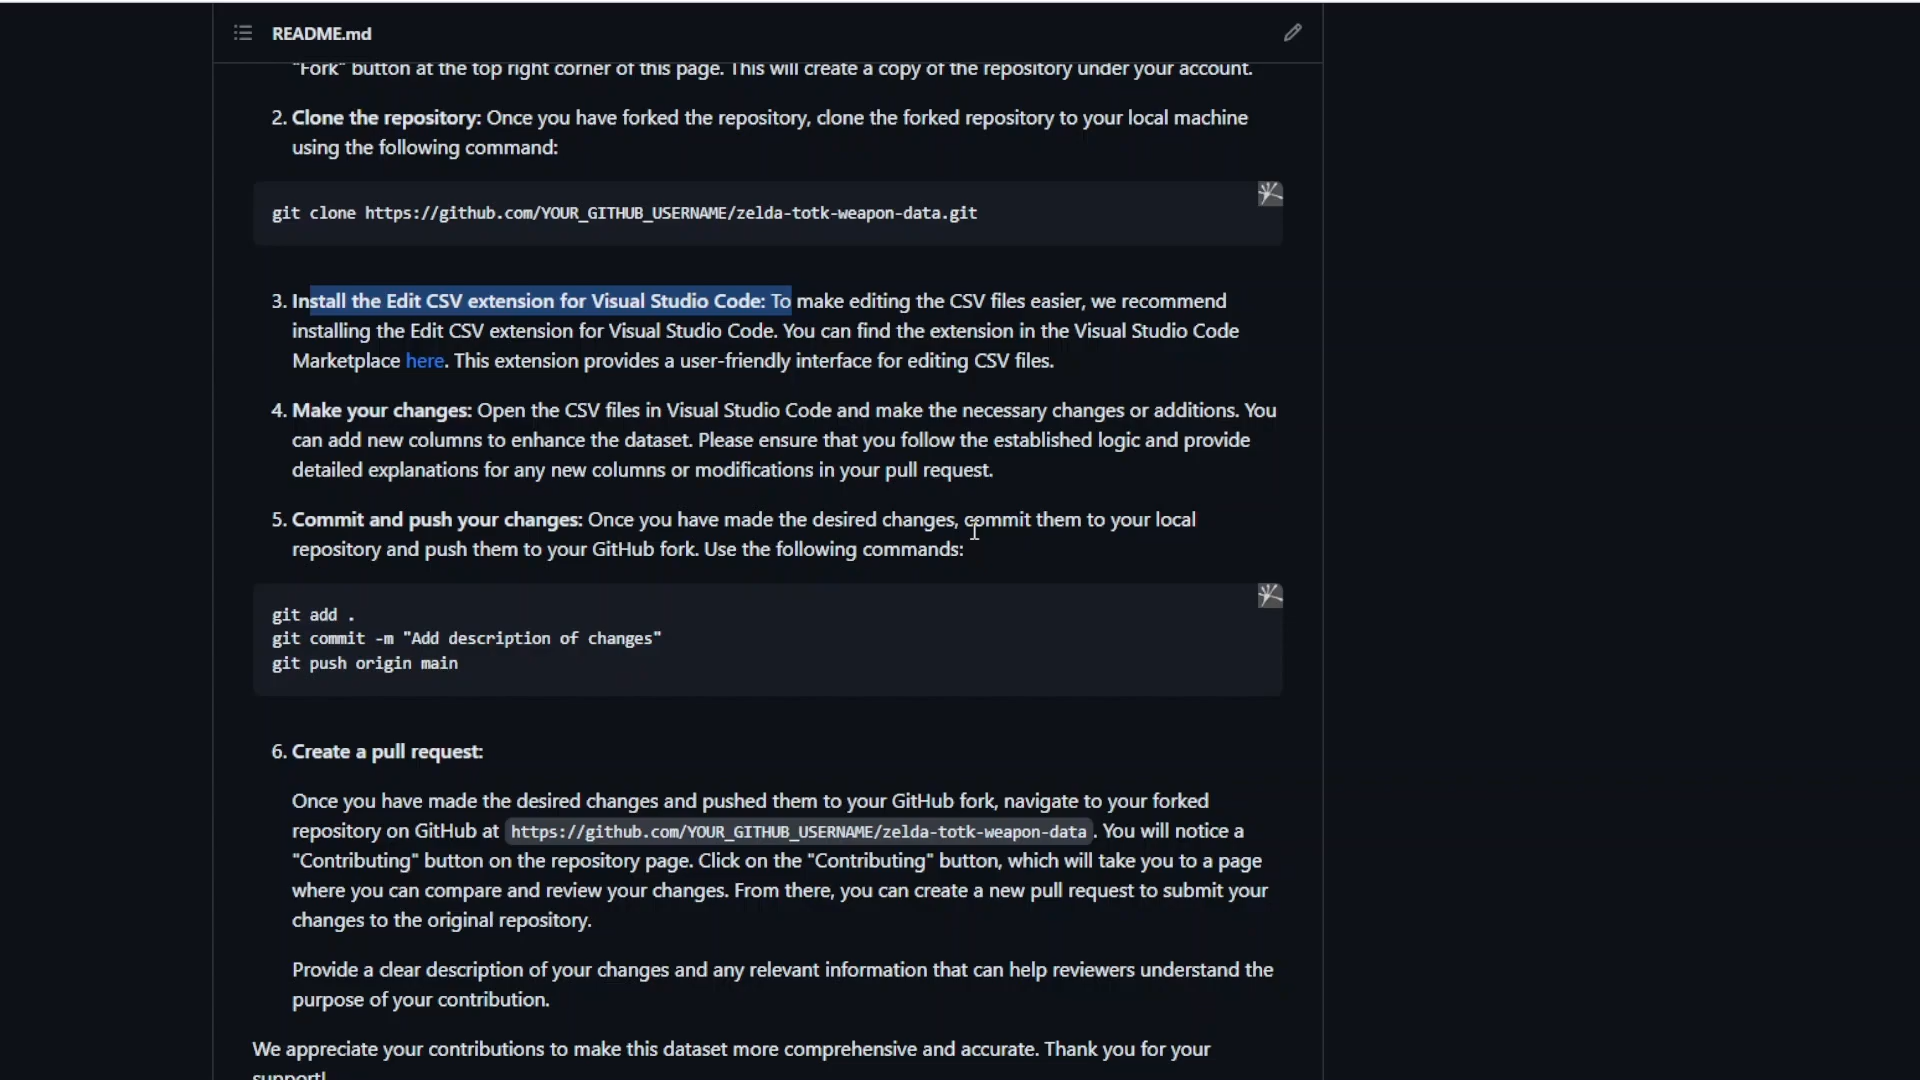 README.md
"Fork" button at the top right corner of this page. This will create a copy of the repository under your account.
2. Clone the repository: Once you have forked the repository, clone the forked repository to your local machine
using the following command:
git clone https://github.com/YOUR_GITHUB_USERNAME/zelda-totk-weapon-data.git
3. Install the Edit CSV extension for Visual Studio Code: To make editing the CSV files easier, we recommend
installing the Edit CSV extension for Visual Studio Code. You can find the extension in the Visual Studio Code
Marketplace here. This extension provides a user-friendly interface for editing CSV files.
4. Make your changes: Open the CSV files in Visual Studio Code and make the necessary changes or additions. You
can add new columns to enhance the dataset. Please ensure that you follow the established logic and provide
detailed explanations for any new columns or modifications in your pull request.
5. Commit and push your changes: Once you have made the desired changes, commit them to your local
repository and push them to your GitHub fork. Use the following commands:
git add .
git commit -m "Add description of changes"
git push origin main
6. Create a pull request:
Once you have made the desired changes and pushed them to your GitHub fork, navigate to your forked
repository on GitHub at https://github.com/YOUR_GITHUB_USERNAME/zelda-totk-weapon-data . You will notice a
"Contributing" button on the repository page. Click on the "Contributing" button, which will take you to a page
where you can compare and review your changes. From there, you can create a new pull request to submit your
changes to the original repository.
Provide a clear description of your changes and any relevant information that can help reviewers understand the
purpose of your contribution.
We appreciate your contributions to make this dataset more comprehensive and accurate. Thank you for your
support!